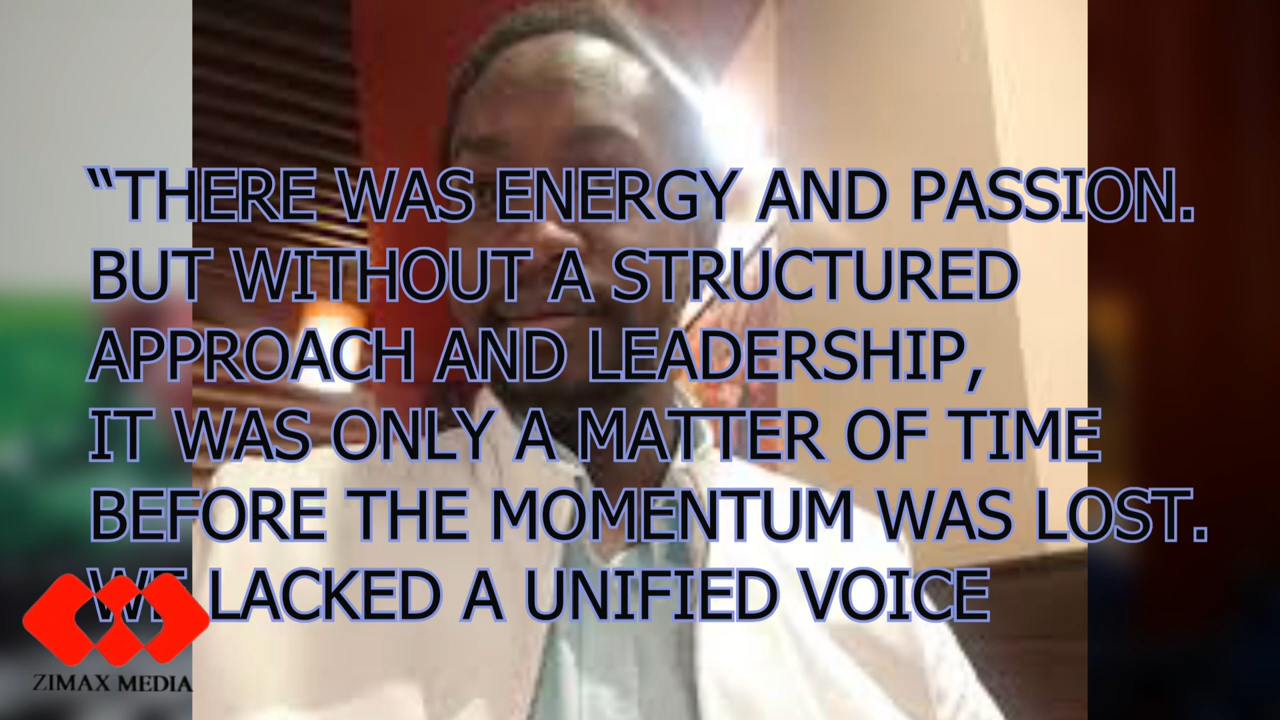 “THERE WAS ENERGY AND PASSION.
BUT WITHOUT A STRUCTURED
APPROACH AND LEADERSHIP,
IT WAS ONLY A MATTER OF TIME
BEFORE THE MOMENTUM WAS LOST.
WE LACKED A UNIFIED VOICE
ZIMAX MEDIA